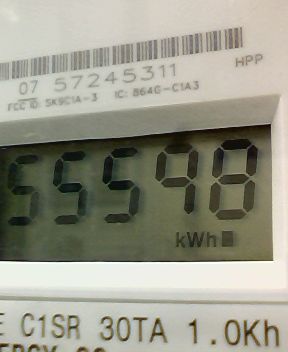 07 57245311
HPP
FCC ID: SK9C1A-3 IC: 864G-C1A3
55598
kWh
C1SR 30TA 1.0Kh